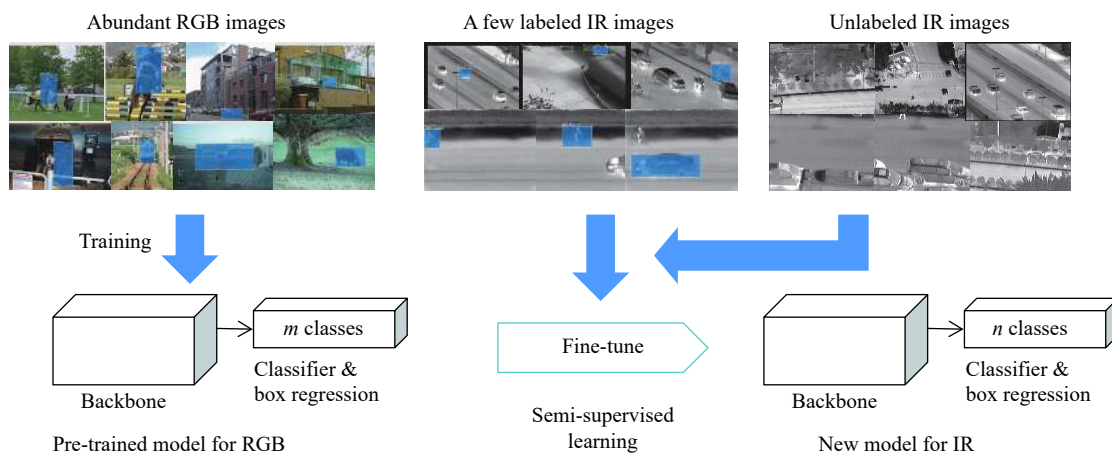 Abundant RGB images
A few labeled IR images
Unlabeled IR images
Training
m classes
Classifier &
box regression
Backbone
Pre-trained model for RGB
Fine-tune
Semi-supervised
learning
n classes
Classifier &
box regression
Backbone
New model for IR